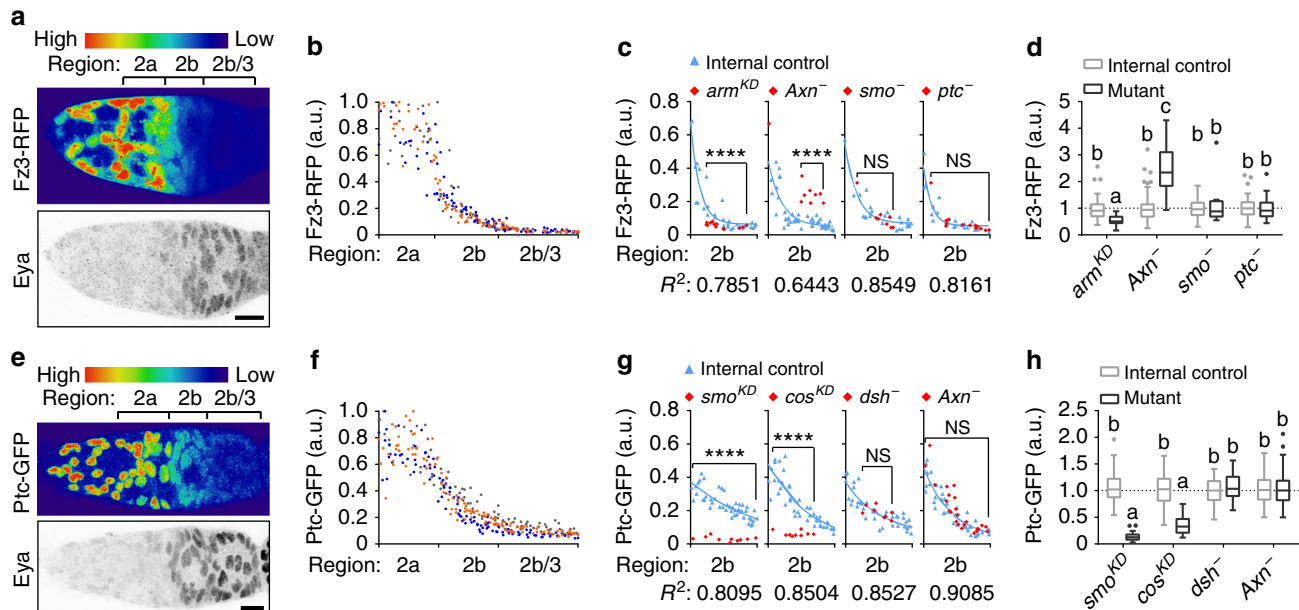 a
High Low
Region: 2a 2b 2b/3
Fz3-RFP
Eya
b
Fz3-RFP (a.u.)
1.0
0.8
0.6
0.4
0.2
0
Region: 2a 2b 2b/3
c
Internal control
arm^KD Axn^– smo^– ptc^–
Fz3-RFP (a.u.)
0.8
0.6
0.4
0.2
0
**** **** NS NS
Region: 2b 2b 2b 2b
R²: 0.7851 0.6443 0.8549 0.8161
d
Internal control
Mutant
Fz3-RFP (a.u.)
5
4
3
2
1
0
b a b c b b b b
arm^KD Axn^– smo^– ptc^–
e
High Low
Region: 2a 2b 2b/3
Ptc-GFP
Eya
f
Ptc-GFP (a.u.)
1.0
0.8
0.6
0.4
0.2
0
Region: 2a 2b 2b/3
g
Internal control
smo^KD cos^KD dsh^– Axn^–
Ptc-GFP (a.u.)
0.8
0.6
0.4
0.2
0
**** **** NS NS
Region: 2b 2b 2b 2b
R²: 0.8095 0.8504 0.8527 0.9085
h
Internal control
Mutant
Ptc-GFP (a.u.)
2.5
2.0
1.5
1.0
0.5
0
b a b a b b b b
smo^KD cos^KD dsh^– Axn^–